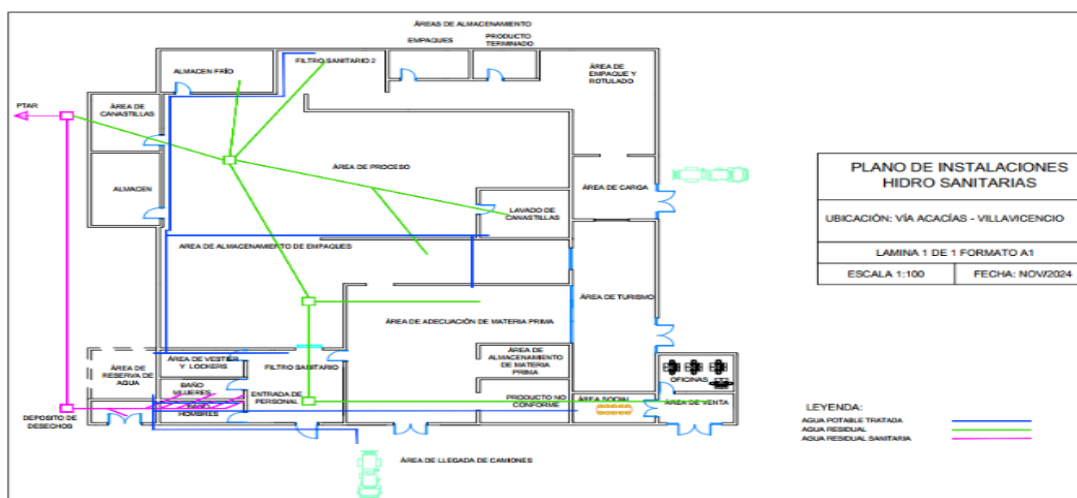 ÁREAS DE ALMACENAMIENTO
EMPAQUES
PRODUCTO
TERMINADO
FILTRO SANITARIO 2
ALMACEN FRÍO
ÁREA DE
EMPAQUE Y
ROTULADO
PTAR
ÁREA DE
CANASTILLAS
ÁREA DE PROCESO
ALMACEN
ÁREA DE CARGA
LAVADO DE
CANASTILLAS
AREA DE ALMACENAMIENTO DE EMPAQUES
ÁREA DE TURISMO
ÁREA DE ADECUACIÓN DE MATERIA PRIMA
ÁREA DE VESTIER
Y LOCKERS
FILTRO SANITARIO
ÁREA DE
ALMACENAMIENTO
DE MATERIA
PRIMA
ÁREA DE
RESERVA DE
AGUA
BAÑO
MUJERES
BAÑO
HOMBRES
ENTRADA DE
PERSONAL
PRODUCTO NO
CONFORME
ÁREA SOCIAL
OFICINAS
ÁREA DE VENTA
DEPOSITO DE
DESECHOS
ÁREA DE LLEGADA DE CAMIONES
PLANO DE INSTALACIONES
HIDRO SANITARIAS
UBICACIÓN: VÍA ACACÍAS - VILLAVICENCIO
LAMINA 1 DE 1 FORMATO A1
ESCALA 1:100
FECHA: NOV/2024
LEYENDA:
AGUA POTABLE TRATADA
AGUA RESIDUAL
AGUA RESIDUAL SANITARIA